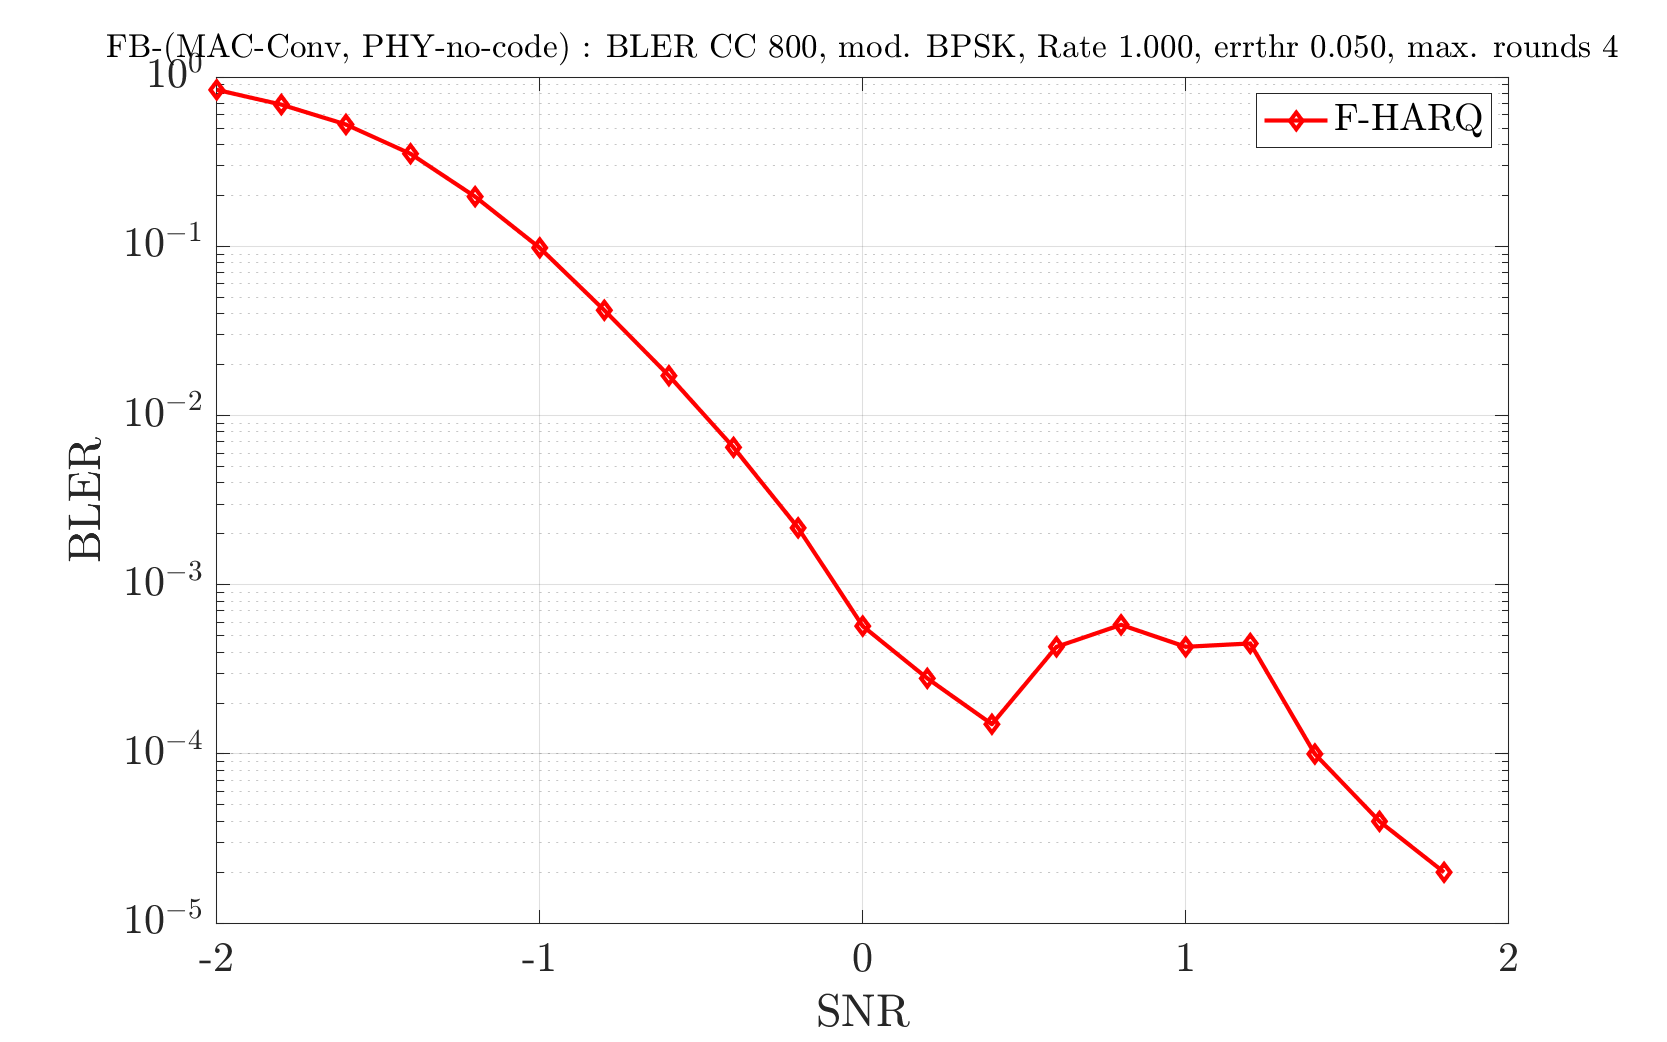 FB-(MAC-Conv, PHY-no-code) : BLER CC 800, mod. BPSK, Rate 1.000, errthr 0.050, max. rounds 4
10⁰
F-HARQ
10⁻¹
10⁻²
BLER
10⁻³
10⁻⁴
10⁻⁵
-2 -1 0 1 2
SNR